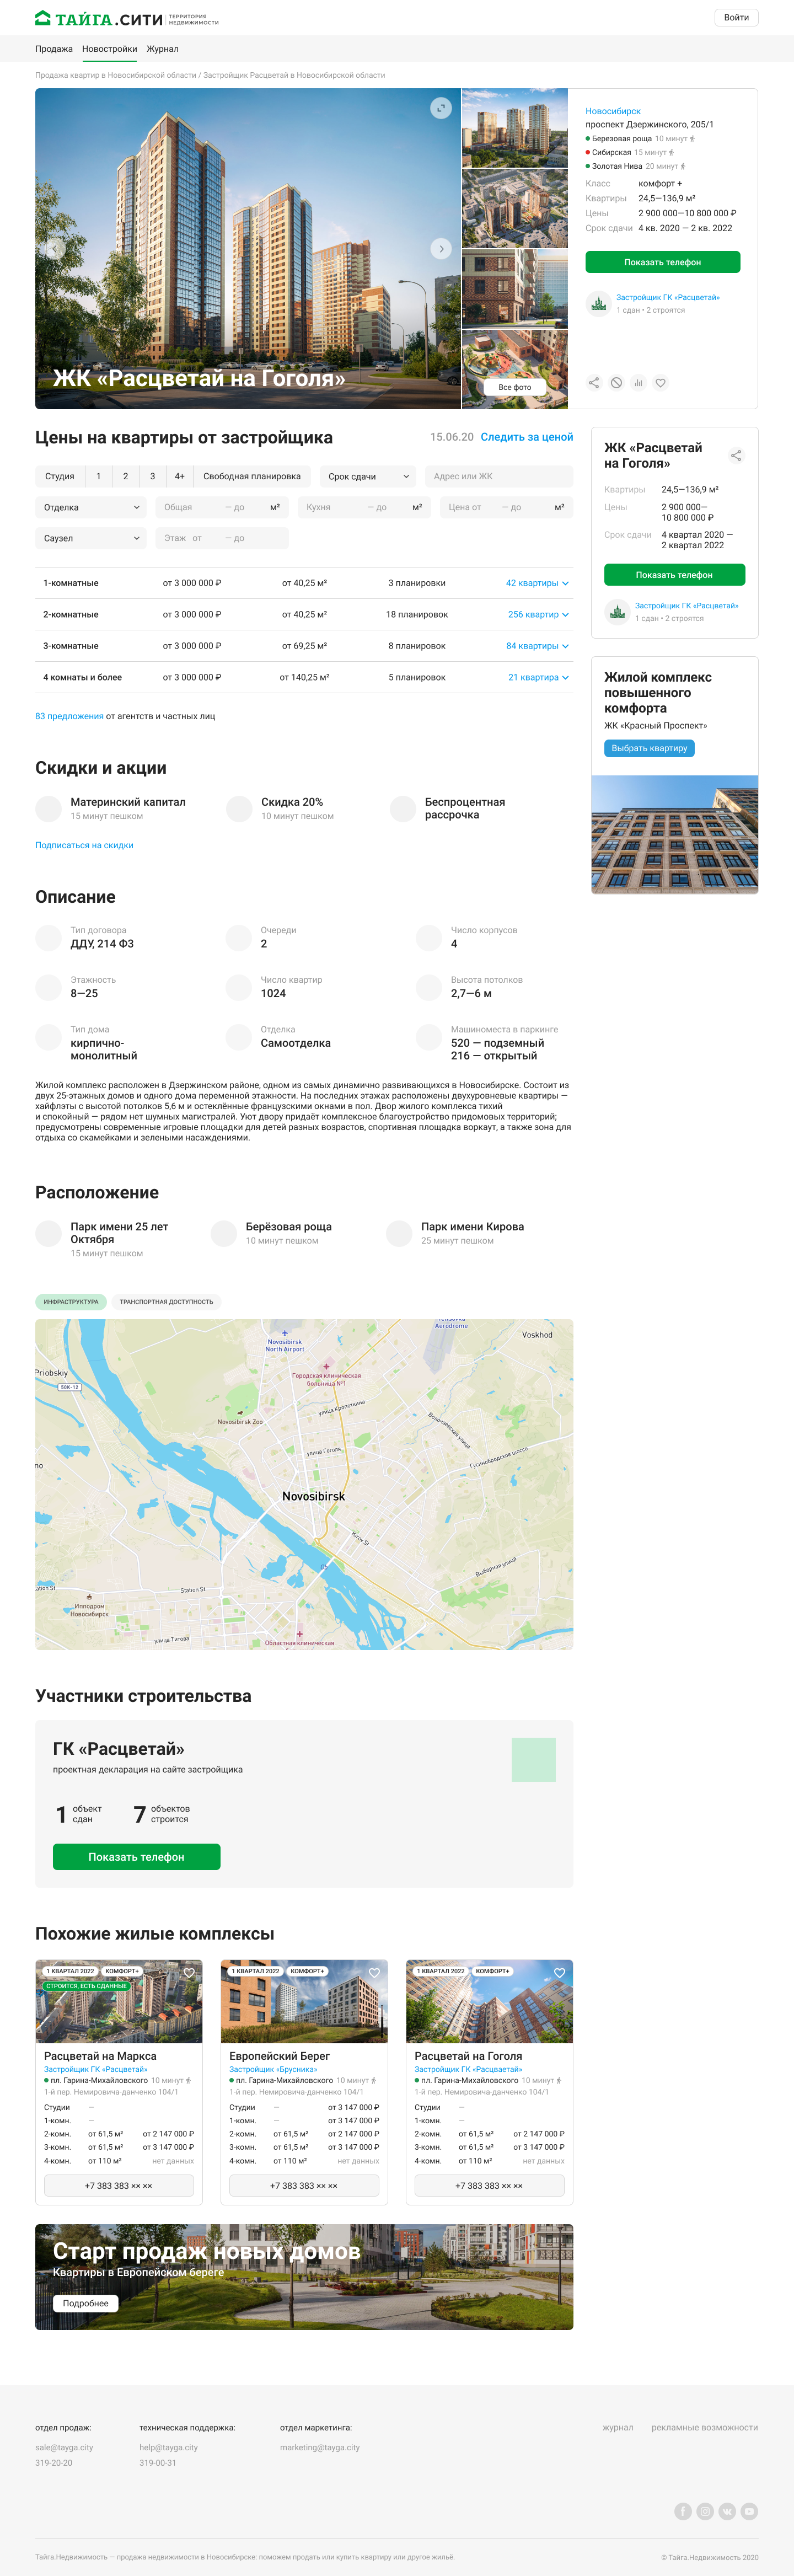 ТАЙГА.СИТИ
ТЕРРИТОРИЯ
НЕДВИЖИМОСТИ
Войти
Продажа Новостройки Журнал
Продажа квартир в Новосибирской области / Застройщик Расцветай в Новосибирской области
ЖК «Расцветай на Гоголя»
Все фото
Новосибирск
проспект Дзержинского, 205/1
Березовая роща 10 минут
Сибирская 15 минут
Золотая Нива 20 минут
Класс комфорт +
Квартиры 24,5—136,9 м²
Цены 2 900 000—10 800 000 ₽
Срок сдачи 4 кв. 2020 — 2 кв. 2022
Показать телефон
Застройщик ГК «Расцветай»
1 сдан • 2 строятся
Цены на квартиры от застройщика
15.06.20 Следить за ценой
Студия 1 2 3 4+ Свободная планировка Срок сдачи Адрес или ЖК
Отделка Общая — до м² Кухня — до м² Цена от — до м²
Саузел Этаж от — до
1-комнатные от 3 000 000 ₽ от 40,25 м² 3 планировки 42 квартиры
2-комнатные от 3 000 000 ₽ от 40,25 м² 18 планировок 256 квартир
3-комнатные от 3 000 000 ₽ от 69,25 м² 8 планировок 84 квартиры
4 комнаты и более от 3 000 000 ₽ от 140,25 м² 5 планировок 21 квартира
83 предложения от агентств и частных лиц
ЖК «Расцветай
на Гоголя»
Квартиры 24,5—136,9 м²
Цены 2 900 000—
10 800 000 ₽
Срок сдачи 4 квартал 2020 —
2 квартал 2022
Показать телефон
Застройщик ГК «Расцветай»
1 сдан • 2 строятся
Жилой комплекс
повышенного
комфорта
ЖК «Красный Проспект»
Выбрать квартиру
Скидки и акции
Материнский капитал
15 минут пешком
Скидка 20%
10 минут пешком
Беспроцентная
рассрочка
Подписаться на скидки
Описание
Тип договора
ДДУ, 214 ФЗ
Очереди
2
Число корпусов
4
Этажность
8—25
Число квартир
1024
Высота потолков
2,7—6 м
Тип дома
кирпично-
монолитный
Отделка
Самоотделка
Машиноместа в паркинге
520 — подземный
216 — открытый
Жилой комплекс расположен в Дзержинском районе, одном из самых динамично развивающихся в Новосибирске. Состоит из
двух 25-этажных домов и одного дома переменной этажности. На последних этажах расположены двухуровневые квартиры —
хайфлэты с высотой потолков 5,6 м и остеклённые французскими окнами в пол. Двор жилого комплекса тихий
и спокойный — рядом нет шумных магистралей. Уют двору придаёт комплексное благоустройство придомовых территорий;
предусмотрены современные игровые площадки для детей разных возрастов, спортивная площадка воркаут, а также зона для
отдыха со скамейками и зелеными насаждениями.
Расположение
Парк имени 25 лет
Октября
15 минут пешком
Берёзовая роща
10 минут пешком
Парк имени Кирова
25 минут пешком
ИНФРАСТРУКТУРА ТРАНСПОРТНАЯ ДОСТУПНОСТЬ
Aerodrome
Voskhod
Novosibirsk
North Airport
Городская клиническая
больница №1
Priobskiy
50K-12
Novosibirsk Zoo
улица Кропоткина
Волочаевская улица
улица Гоголя
Гусинобродское шоссе
no
Novosibirsk
Kirov St
Выборная улица
Station St
Ипподром
Новосибирск
улица Титова
Областная клиническая
Участники строительства
ГК «Расцветай»
проектная декларация на сайте застройщика
1 объект
сдан
7 объектов
строится
Показать телефон
Похожие жилые комплексы
1 КВАРТАЛ 2022 КОМФОРТ+
СТРОИТСЯ, ЕСТЬ СДАННЫЕ
Расцветай на Маркса
Застройщик ГК «Расцветай»
пл. Гарина-Михайловского 10 минут
1-й пер. Немировича-данченко 104/1
Студии —
1-комн. —
2-комн. от 61,5 м² от 2 147 000 ₽
3-комн. от 61,5 м² от 3 147 000 ₽
4-комн. от 110 м² нет данных
+7 383 383 ×× ××
1 КВАРТАЛ 2022 КОМФОРТ+
Европейский Берег
Застройщик «Брусника»
пл. Гарина-Михайловского 10 минут
1-й пер. Немировича-данченко 104/1
Студии — от 3 147 000 ₽
1-комн. — от 3 147 000 ₽
2-комн. от 61,5 м² от 2 147 000 ₽
3-комн. от 61,5 м² от 3 147 000 ₽
4-комн. от 110 м² нет данных
+7 383 383 ×× ××
1 КВАРТАЛ 2022 КОМФОРТ+
Расцветай на Гоголя
Застройщик ГК «Расцваетай»
пл. Гарина-Михайловского 10 минут
1-й пер. Немировича-данченко 104/1
Студии —
1-комн. —
2-комн. от 61,5 м² от 2 147 000 ₽
3-комн. от 61,5 м² от 3 147 000 ₽
4-комн. от 110 м² нет данных
+7 383 383 ×× ××
Старт продаж новых домов
Квартиры в Европейском береге
Подробнее
отдел продаж:
sale@tayga.city
319-20-20
техническая поддержка:
help@tayga.city
319-00-31
отдел маркетинга:
marketing@tayga.city
журнал рекламные возможности
Тайга.Недвижимость — продажа недвижимости в Новосибирске: поможем продать или купить квартиру или другое жильё.
© Тайга.Недвижимость 2020